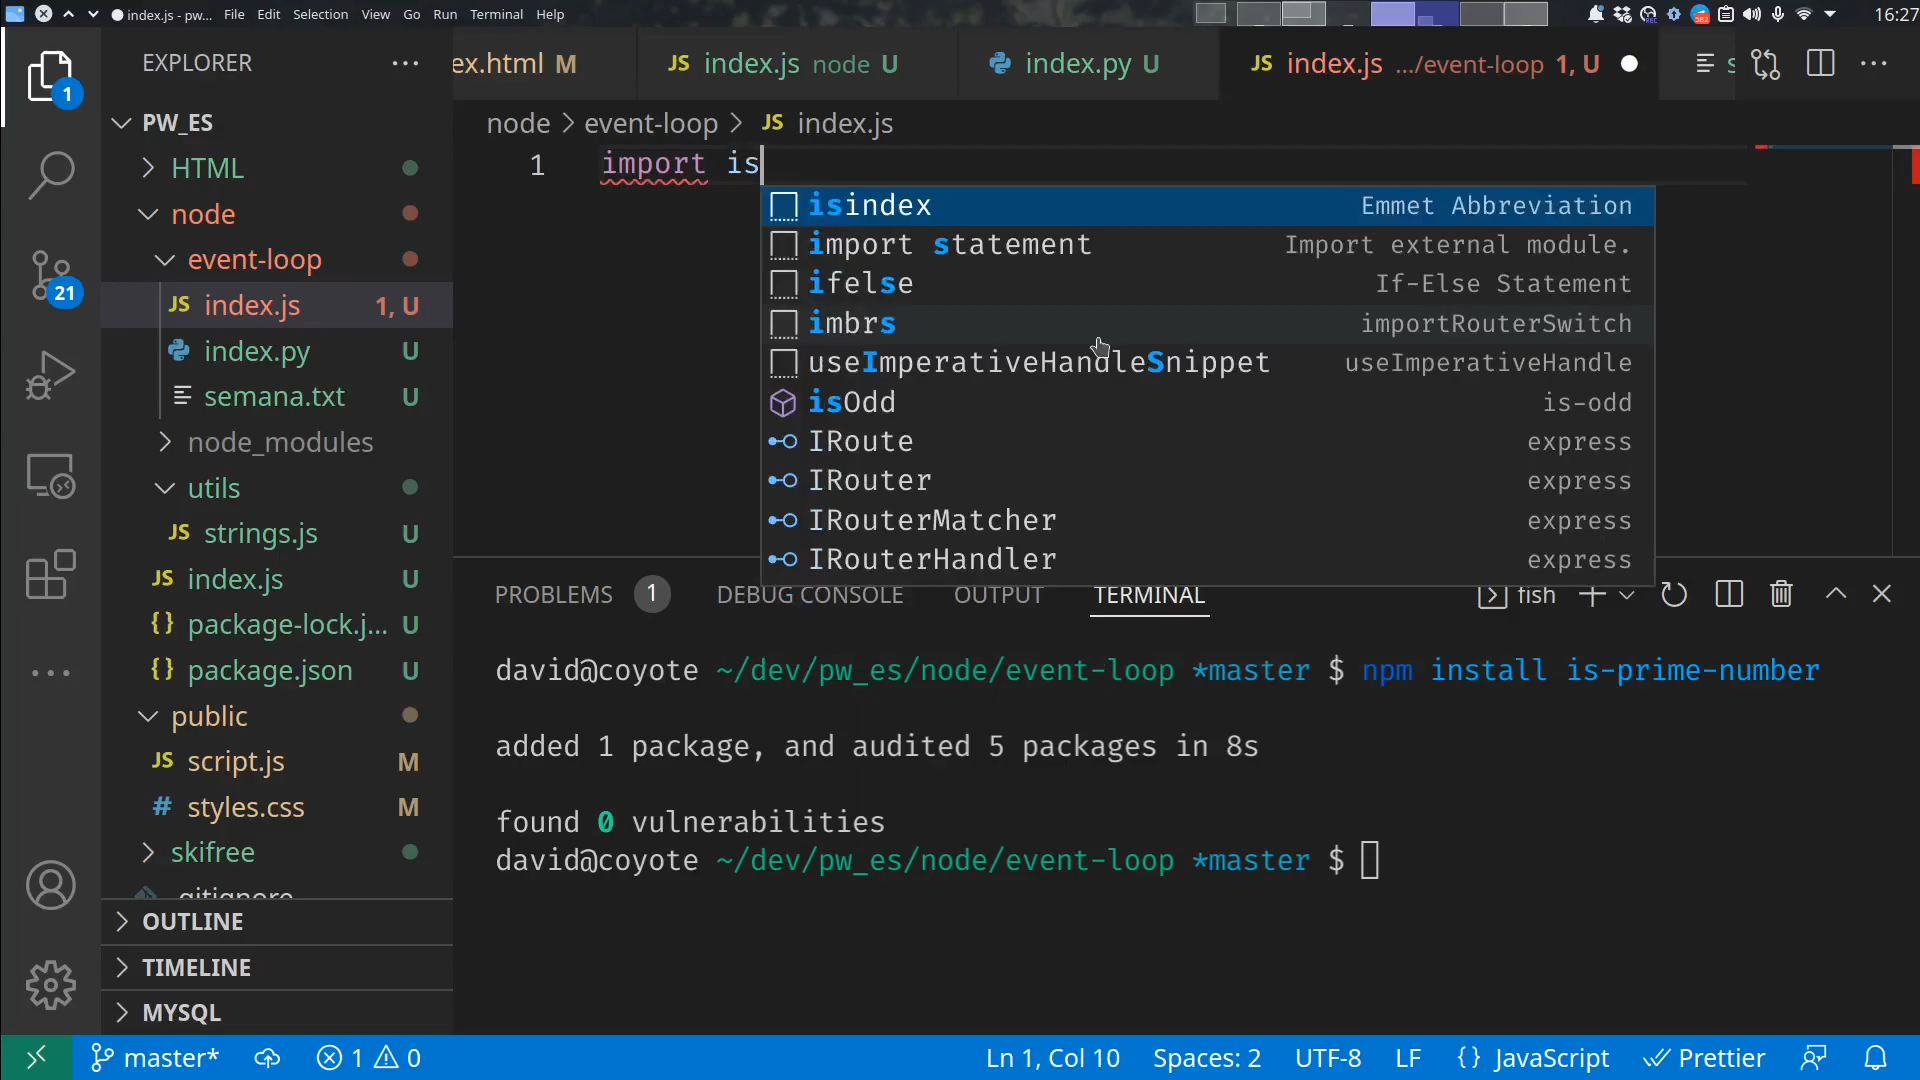 index.js - pw... File Edit Selection View Go Run Terminal Help 16:27
EXPLORER
1
21
PW_ES
HTML
node
event-loop
JS index.js 1, U
index.py U
semana.txt U
node_modules
utils
JS strings.js U
JS index.js U
{} package-lock.j... U
{} package.json U
public
JS script.js M
# styles.css M
skifree
.gitignore
OUTLINE
TIMELINE
MYSQL
ex.html M JS index.js node U index.py U JS index.js .../event-loop 1, U s
node > event-loop > JS index.js
1 import is
isindex Emmet Abbreviation
import statement Import external module.
ifelse If-Else Statement
imbrs importRouterSwitch
useImperativeHandleSnippet useImperativeHandle
isOdd is-odd
IRoute express
IRouter express
IRouterMatcher express
IRouterHandler express
PROBLEMS 1 DEBUG CONSOLE OUTPUT TERMINAL fish
david@coyote ~/dev/pw_es/node/event-loop *master $ npm install is-prime-number
added 1 package, and audited 5 packages in 8s
found 0 vulnerabilities
david@coyote ~/dev/pw_es/node/event-loop *master $
master* 1 0 Ln 1, Col 10 Spaces: 2 UTF-8 LF {} JavaScript Prettier